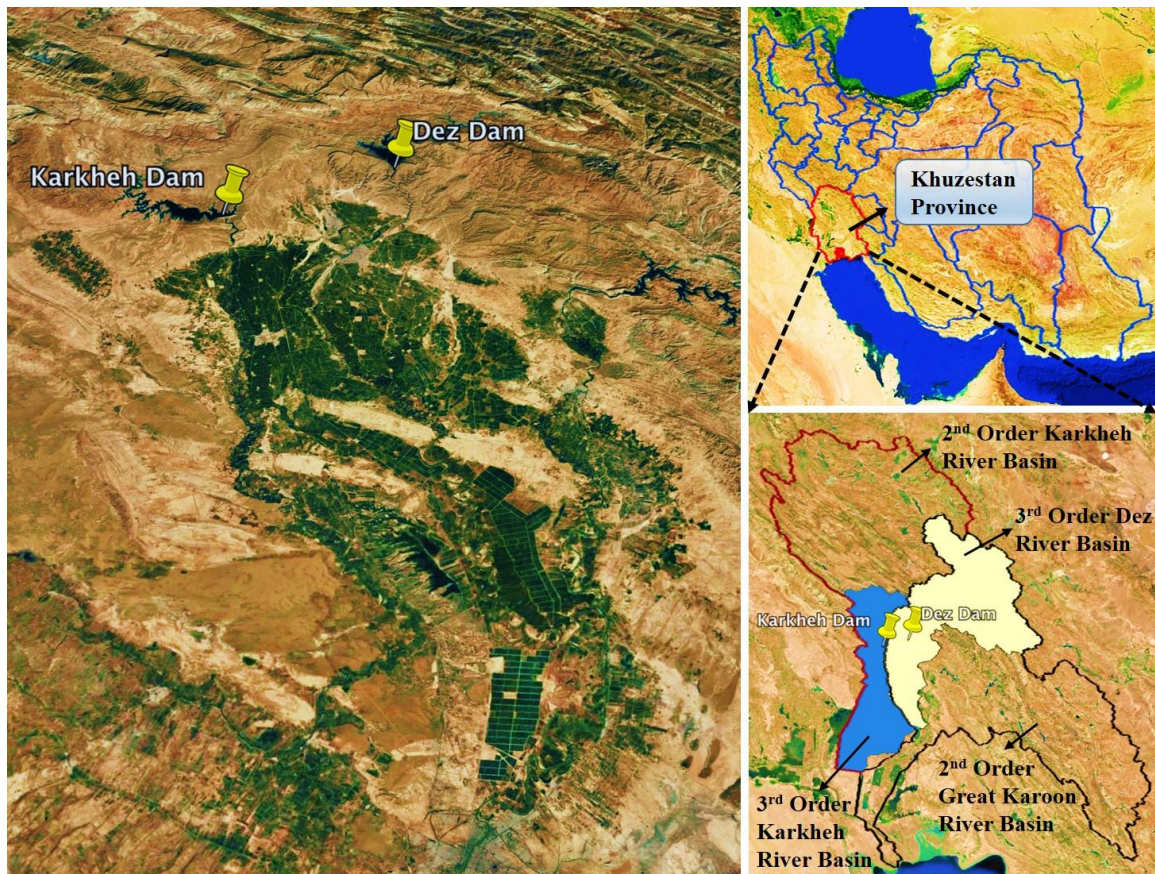 Dez Dam
Karkheh Dam
Khuzestan
Province
2nd Order Karkheh
River Basin
3rd Order Dez
River Basin
Karkheh Dam
Dez Dam
2nd Order
Great Karoon
River Basin
3rd Order
Karkheh
River Basin